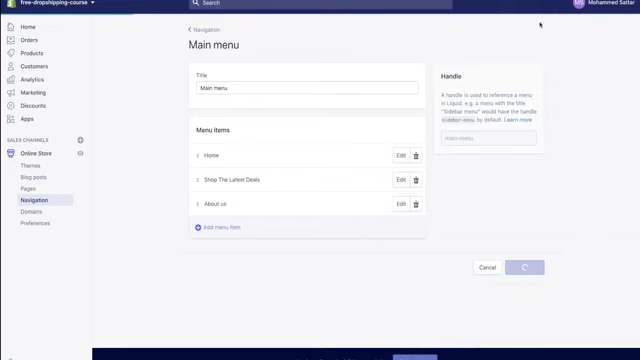 free-dropshipping-course
Search
MS
Mohammed Sattar
Home
Orders
Products
Customers
Analytics
Marketing
Discounts
Apps
SALES CHANNELS
Online Store
Themes
Blog posts
Pages
Navigation
Domains
Preferences
Navigation
Main menu
Title
Main menu
Menu items
Home
Edit
Shop The Latest Deals
Edit
About us
Edit
Add menu item
Handle
A handle is used to reference a menu
in Liquid. e.g. a menu with the title
"Sidebar menu" would have the handle
sidebar-menu by default. Learn more
main-menu
Cancel